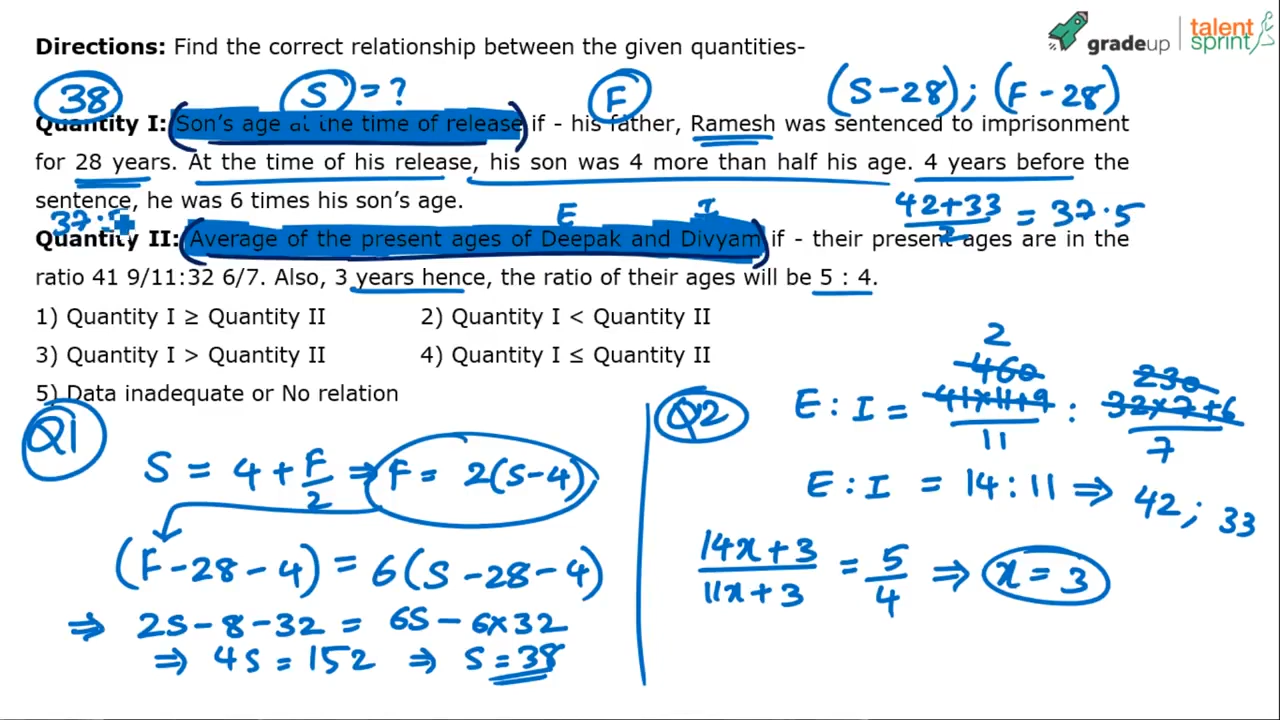 gradeup | talent sprint
Directions: Find the correct relationship between the given quantities-
38 S = ? F (S-28); (F-28)
Quantity I: Son's age at the time of release if - his father, Ramesh was sentenced to imprisonment
for 28 years. At the time of his release, his son was 4 more than half his age. 4 years before the
sentence, he was 6 times his son's age.
42+33 / 2 = 37.5
37.5
E I
Quantity II: Average of the present ages of Deepak and Divyam if - their present ages are in the
ratio 41 9/11:32 6/7. Also, 3 years hence, the ratio of their ages will be 5 : 4.
1) Quantity I ≥ Quantity II 2) Quantity I < Quantity II
3) Quantity I > Quantity II 4) Quantity I ≤ Quantity II
5) Data inadequate or No relation
Q1
S = 4 + F/2 ⇒ F = 2(S-4)
(F-28-4) = 6(S-28-4)
⇒ 2S-8-32 = 6S-6×32
⇒ 4S = 152 ⇒ S = 38
Q2
2
460 230
E : I = 41×11+9 / 11 : 32×7+6 / 7
E : I = 14 : 11 ⇒ 42 ; 33
14x+3 / 11x+3 = 5/4 ⇒ x = 3